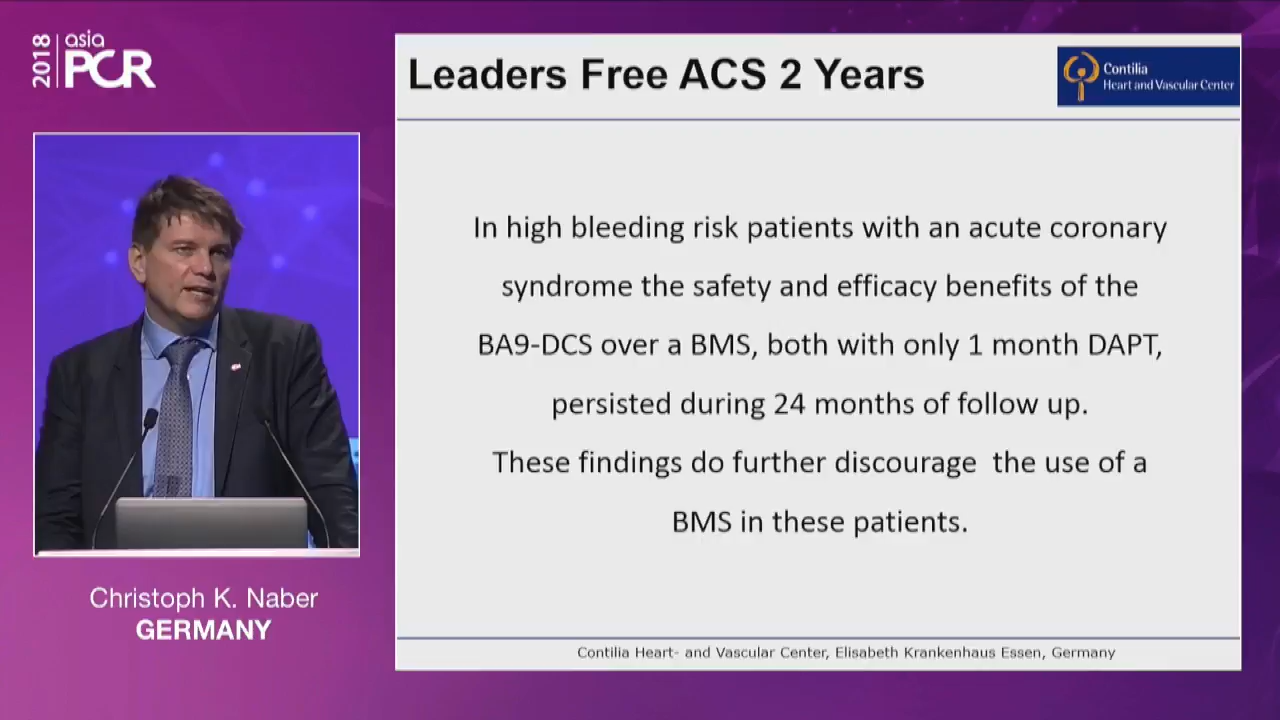 2018
asia
PCR
Leaders Free ACS 2 Years
Contilia
Heart and Vascular Center
In high bleeding risk patients with an acute coronary
syndrome the safety and efficacy benefits of the
BA9-DCS over a BMS, both with only 1 month DAPT,
persisted during 24 months of follow up.
These findings do further discourage  the use of a
BMS in these patients.
Contilia Heart- and Vascular Center, Elisabeth Krankenhaus Essen, Germany
Christoph K. Naber
GERMANY